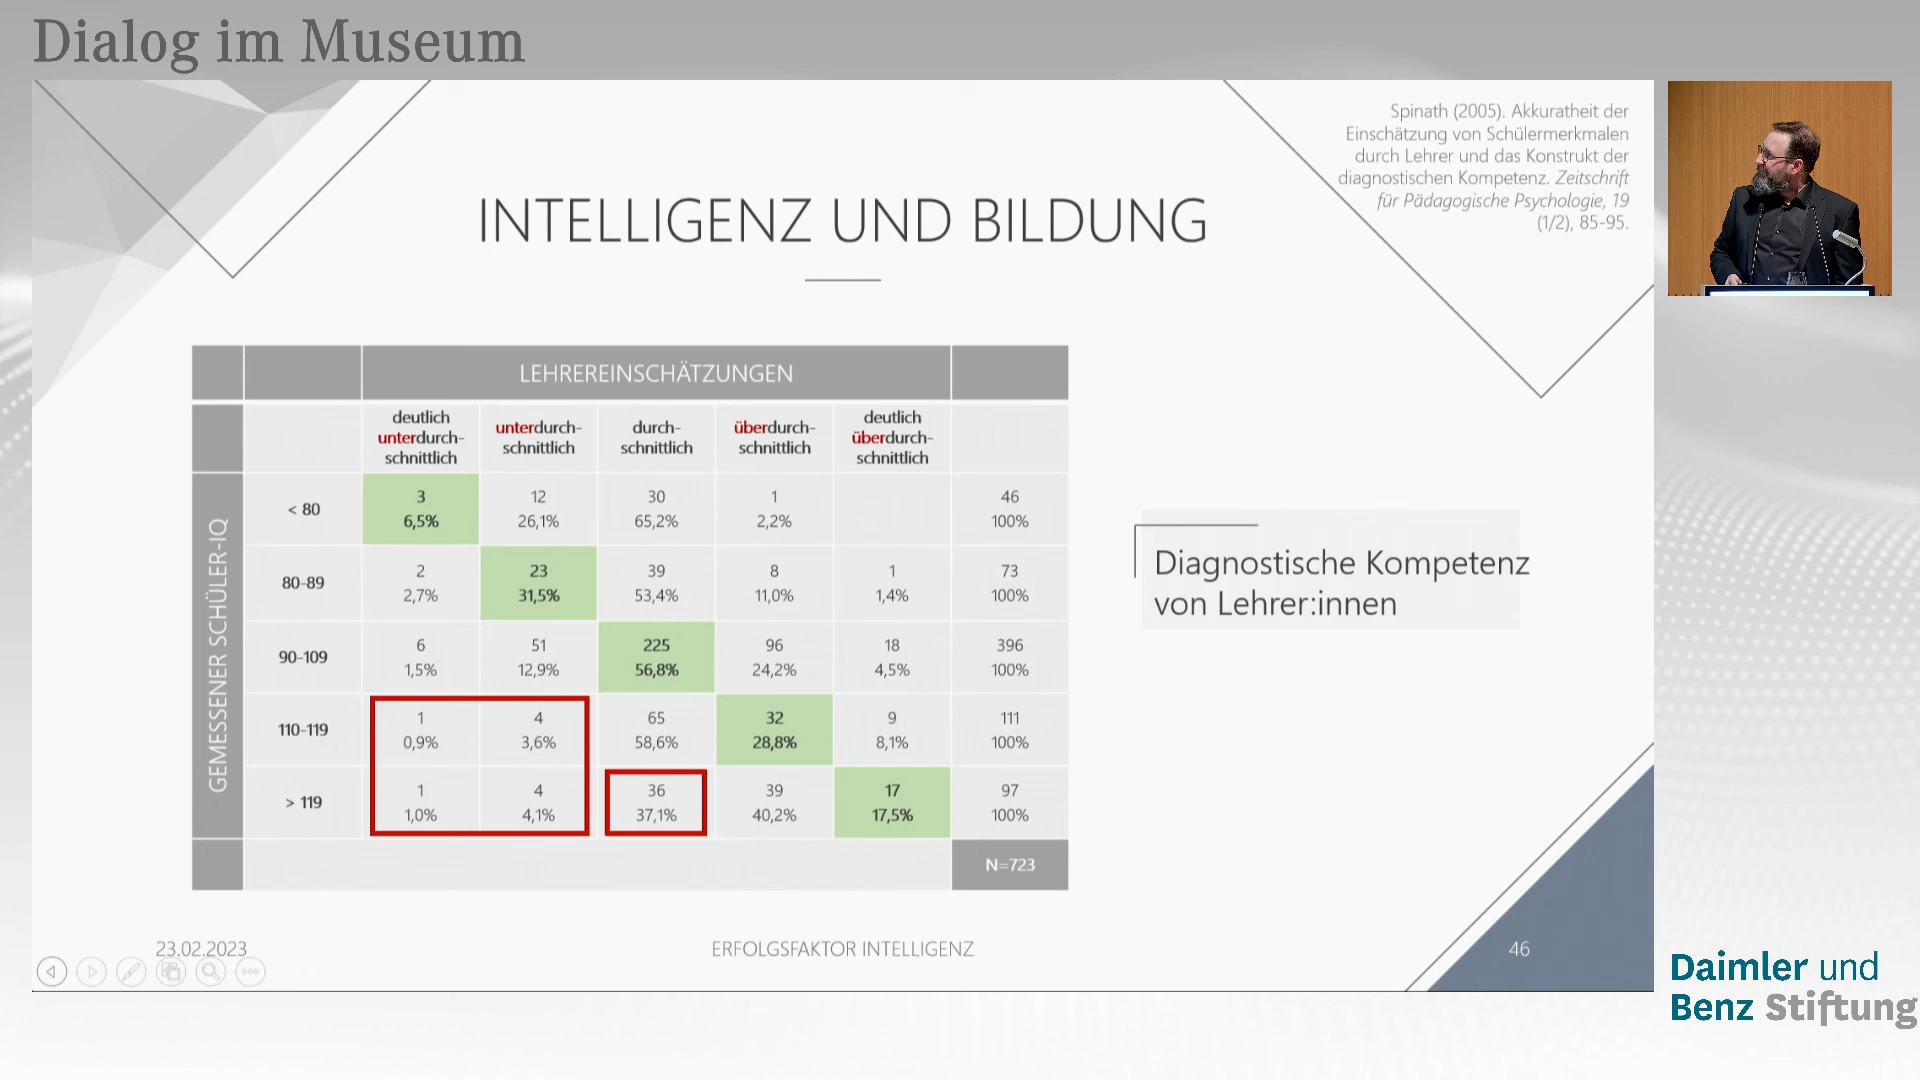 Dialog im Museum
Spinath (2005). Akkuratheit der
Einschätzung von Schülermerkmalen
durch Lehrer und das Konstrukt der
diagnostischen Kompetenz. Zeitschrift
für Pädagogische Psychologie, 19
(1/2), 85-95.
INTELLIGENZ UND BILDUNG
LEHREREINSCHÄTZUNGEN
deutlich
unterdurch-
schnittlich
unterdurch-
schnittlich
durch-
schnittlich
überdurch-
schnittlich
deutlich
überdurch-
schnittlich
GEMESSENER SCHÜLER-IQ
< 80
3
6,5%
12
26,1%
30
65,2%
1
2,2%
46
100%
80-89
2
2,7%
23
31,5%
39
53,4%
8
11,0%
1
1,4%
73
100%
90-109
6
1,5%
51
12,9%
225
56,8%
96
24,2%
18
4,5%
396
100%
110-119
1
0,9%
4
3,6%
65
58,6%
32
28,8%
9
8,1%
111
100%
> 119
1
1,0%
4
4,1%
36
37,1%
39
40,2%
17
17,5%
97
100%
N=723
Diagnostische Kompetenz
von Lehrer:innen
23.02.2023
ERFOLGSFAKTOR INTELLIGENZ
46
Daimler und
Benz Stiftung